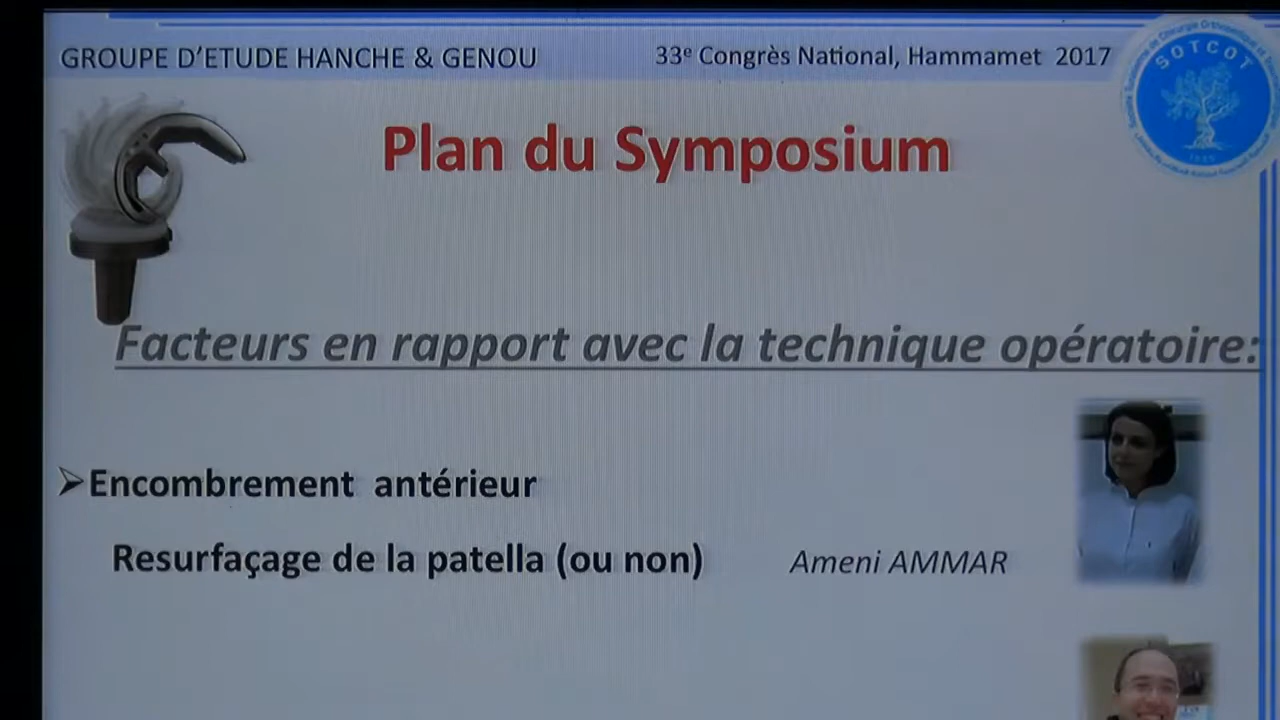 GROUPE D'ETUDE HANCHE & GENOU
33e Congrès National, Hammamet 2017
SOTCOT
Plan du Symposium
Facteurs en rapport avec la technique opératoire:
➢Encombrement antérieur
Resurfaçage de la patella (ou non)
Ameni AMMAR